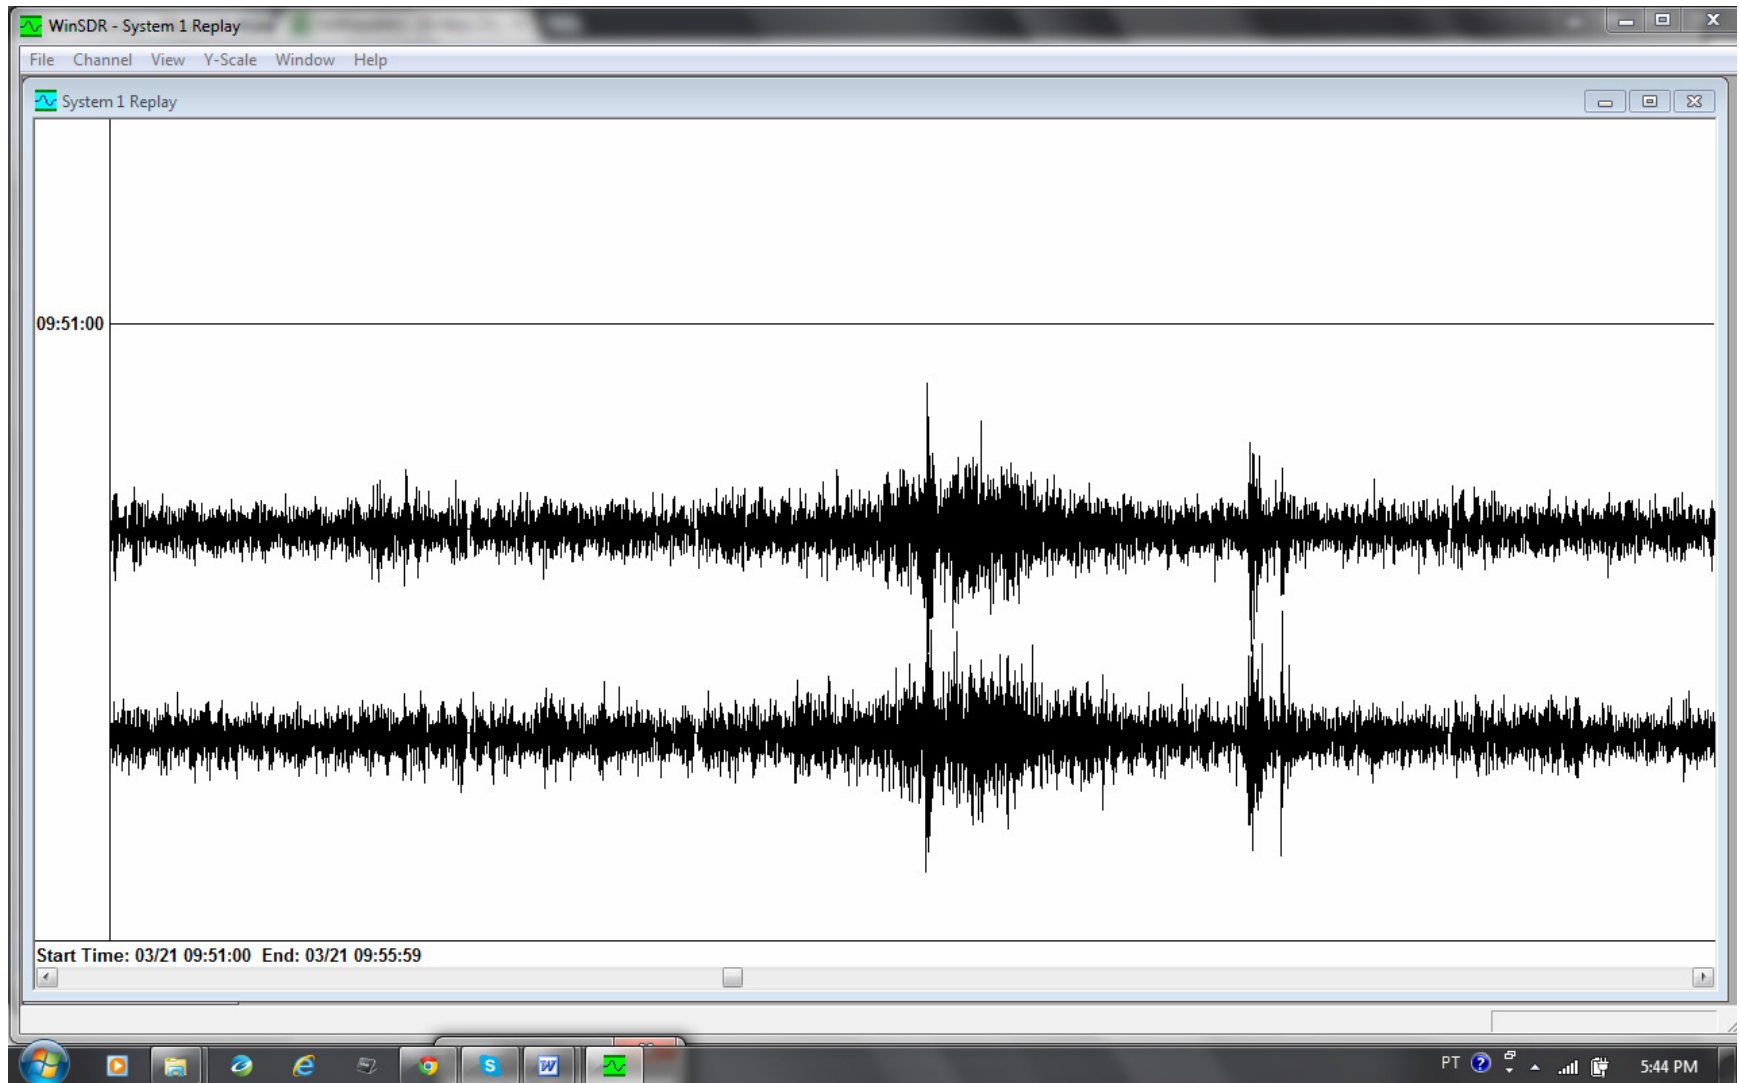 WinSDR - System 1 Replay
File Channel View Y-Scale Window Help
System 1 Replay
09:51:00
Start Time: 03/21 09:51:00 End: 03/21 09:55:59
PT
5:44 PM